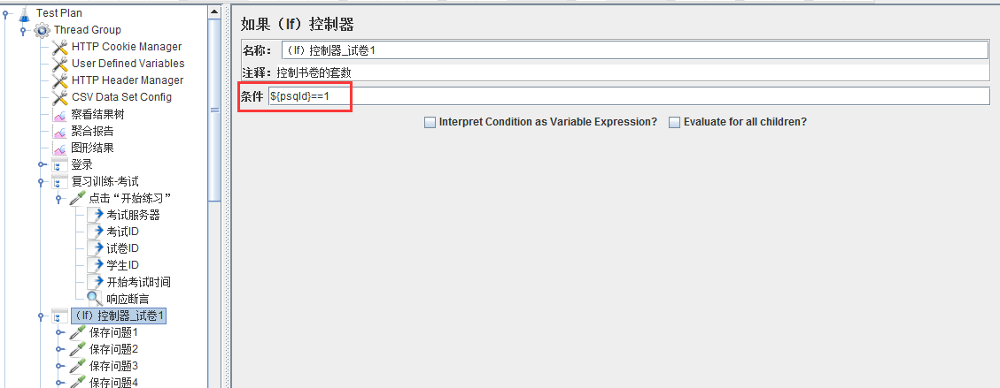 Test Plan
Thread Group
HTTP Cookie Manager
User Defined Variables
HTTP Header Manager
CSV Data Set Config
察看结果树
聚合报告
图形结果
登录
复习训练-考试
点击“开始练习”
考试服务器
考试ID
试卷ID
学生ID
开始考试时间
响应断言
（If）控制器_试卷1
保存问题1
保存问题2
保存问题3
保存问题4
如果（If）控制器
名称： （If）控制器_试卷1
注释： 控制书卷的套数
条件 ${psqId}==1
Interpret Condition as Variable Expression? Evaluate for all children?